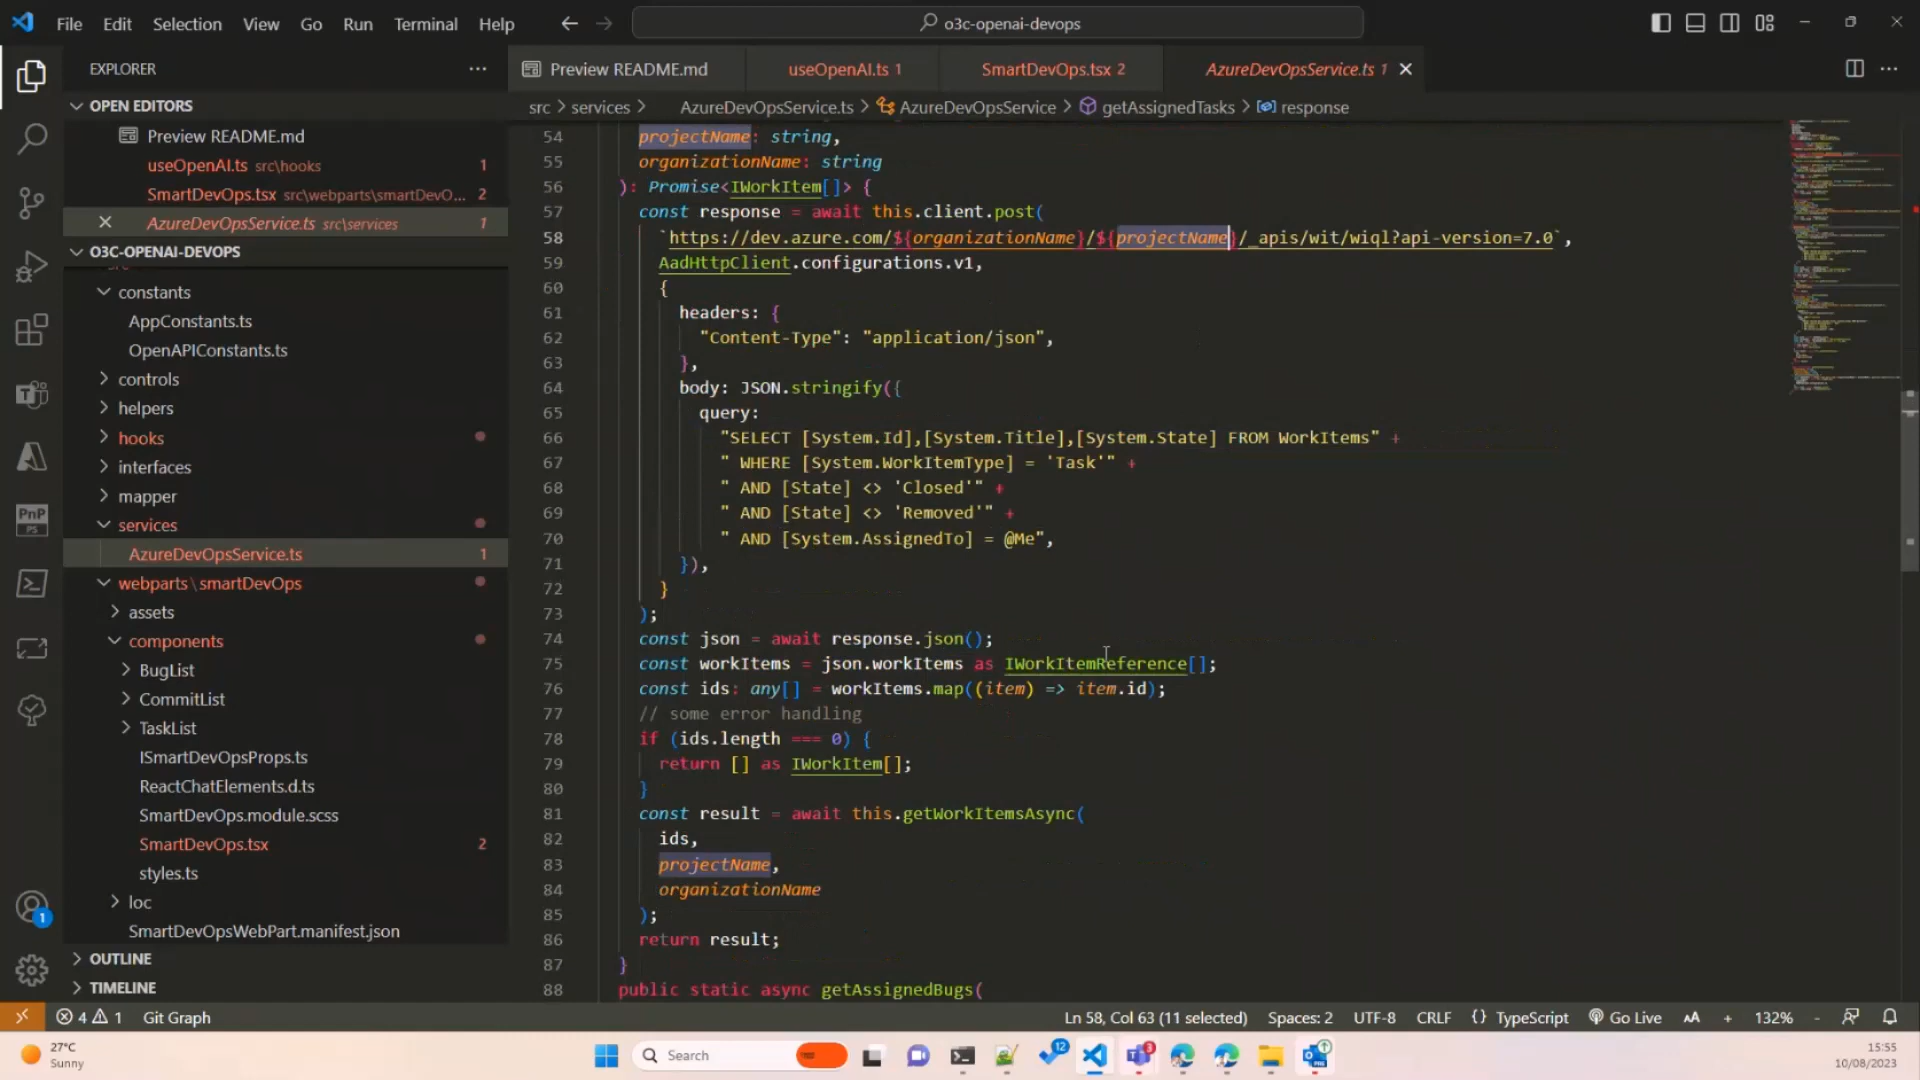 File Edit Selection View Go Run Terminal Help
o3c-openai-devops
EXPLORER
OPEN EDITORS
Preview README.md
useOpenAI.ts src\hooks 1
SmartDevOps.tsx src\webparts\smartDevO... 2
AzureDevOpsService.ts src\services 1
O3C-OPENAI-DEVOPS
constants
AppConstants.ts
OpenAPIConstants.ts
controls
helpers
hooks
interfaces
mapper
services
AzureDevOpsService.ts 1
webparts\smartDevOps
assets
components
BugList
CommitList
TaskList
ISmartDevOpsProps.ts
ReactChatElements.d.ts
SmartDevOps.module.scss
SmartDevOps.tsx 2
styles.ts
loc
SmartDevOpsWebPart.manifest.json
OUTLINE
TIMELINE
PnP
PS
1
Preview README.md useOpenAI.ts 1 SmartDevOps.tsx 2 AzureDevOpsService.ts 1
src > services > AzureDevOpsService.ts > AzureDevOpsService > getAssignedTasks > response
54 projectName: string,
55 organizationName: string
56 ): Promise<IWorkItem[]> {
57 const response = await this.client.post(
58 `https://dev.azure.com/${organizationName}/${projectName}/_apis/wit/wiql?api-version=7.0`,
59 AadHttpClient.configurations.v1,
60 {
61 headers: {
62 "Content-Type": "application/json",
63 },
64 body: JSON.stringify({
65 query:
66 "SELECT [System.Id],[System.Title],[System.State] FROM WorkItems" +
67 " WHERE [System.WorkItemType] = 'Task'" +
68 " AND [State] <> 'Closed'" +
69 " AND [State] <> 'Removed'" +
70 " AND [System.AssignedTo] = @Me",
71 }),
72 }
73 );
74 const json = await response.json();
75 const workItems = json.workItems as IWorkItemReference[];
76 const ids: any[] = workItems.map((item) => item.id);
77 // some error handling
78 if (ids.length === 0) {
79 return [] as IWorkItem[];
80 }
81 const result = await this.getWorkItemsAsync(
82 ids,
83 projectName,
84 organizationName
85 );
86 return result;
87 }
88 public static async getAssignedBugs(
4 1 Git Graph Ln 58, Col 63 (11 selected) Spaces: 2 UTF-8 CRLF {} TypeScript Go Live AA + 132% -
27°C
Sunny
Search
12
3
15:55
10/08/2023